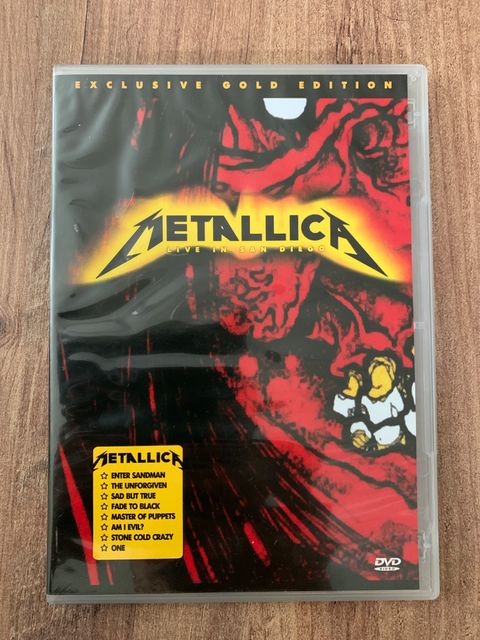 EXCLUSIVE GOLD EDITION
METALLICA
LIVE IN SAN DIEGO
METALLICA
☆ ENTER SANDMAN
☆ THE UNFORGIVEN
☆ SAD BUT TRUE
☆ FADE TO BLACK
☆ MASTER OF PUPPETS
☆ AM I EVIL?
☆ STONE COLD CRAZY
☆ ONE
DVD
VIDEO